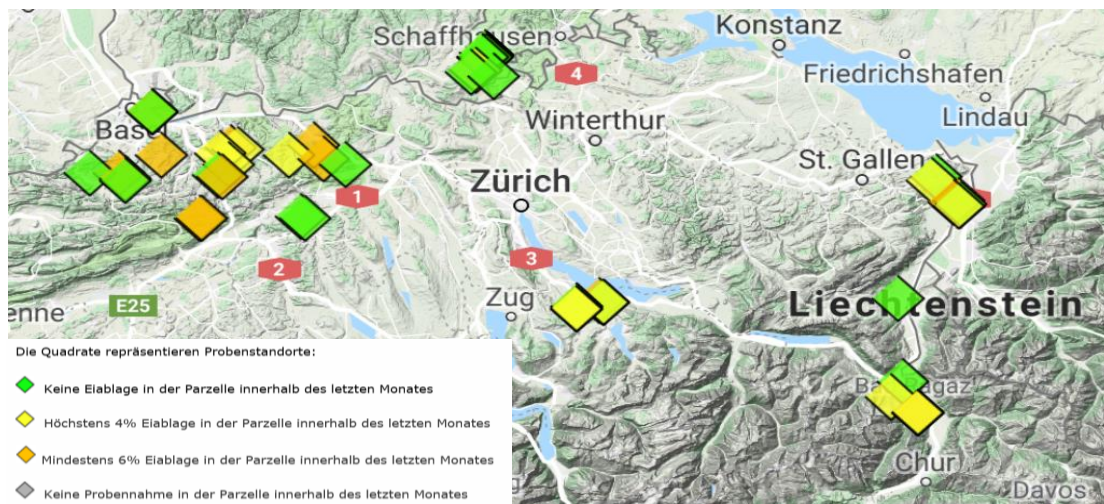 Konstanz
Schaffhausen
4
Friedrichshafen
Lindau
Winterthur
Basel
St. Gallen
Zürich
1
3
2
Zug
E25
Liechtenstein
enne
Die Quadrate repräsentieren Probenstandorte:
Keine Eiablage in der Parzelle innerhalb des letzten Monates
Höchstens 4% Eiablage in der Parzelle innerhalb des letzten Monates
Mindestens 6% Eiablage in der Parzelle innerhalb des letzten Monates
Keine Probennahme in der Parzelle innerhalb des letzten Monates
Chur
Davos